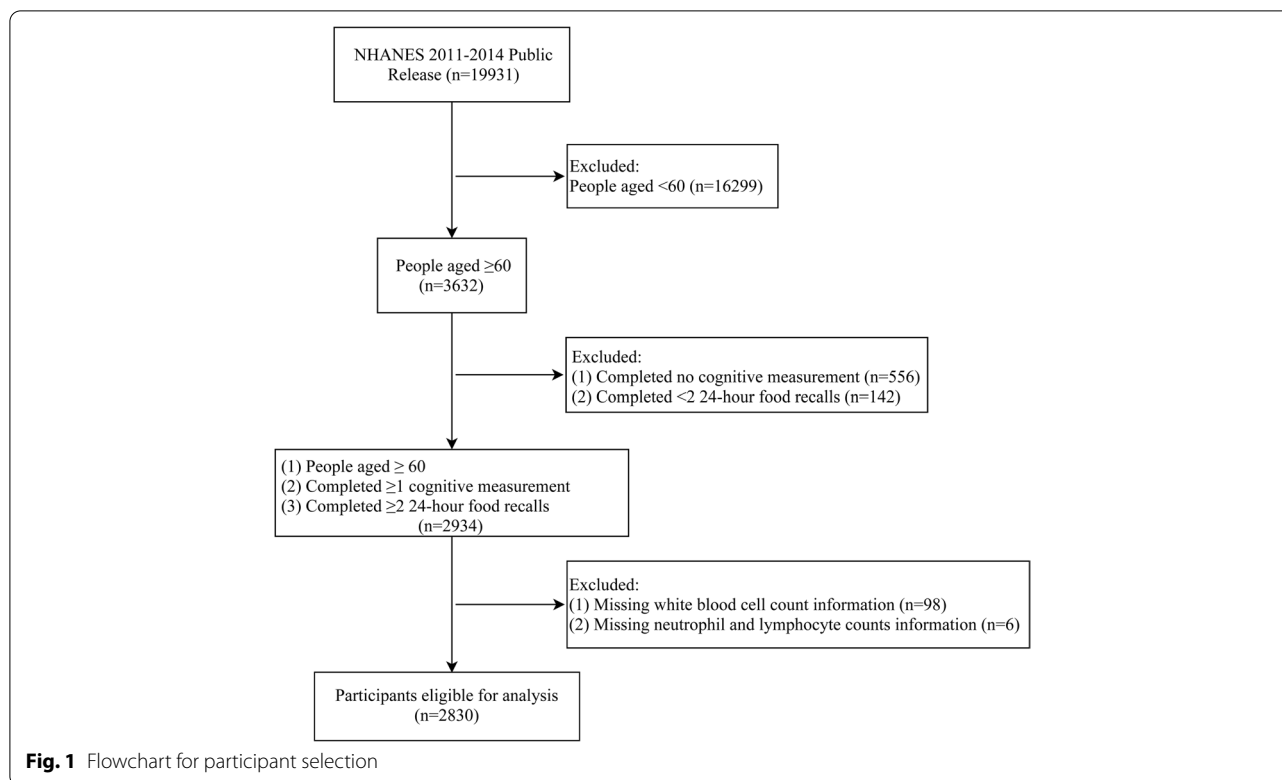 NHANES 2011-2014 Public
Release (n=19931)
Excluded:
People aged <60 (n=16299)
People aged ≥60
(n=3632)
Excluded:
(1) Completed no cognitive measurement (n=556)
(2) Completed <2 24-hour food recalls (n=142)
(1) People aged ≥ 60
(2) Completed ≥1 cognitive measurement
(3) Completed ≥2 24-hour food recalls
(n=2934)
Excluded:
(1) Missing white blood cell count information (n=98)
(2) Missing neutrophil and lymphocyte counts information (n=6)
Participants eligible for analysis
(n=2830)
Fig. 1 Flowchart for participant selection